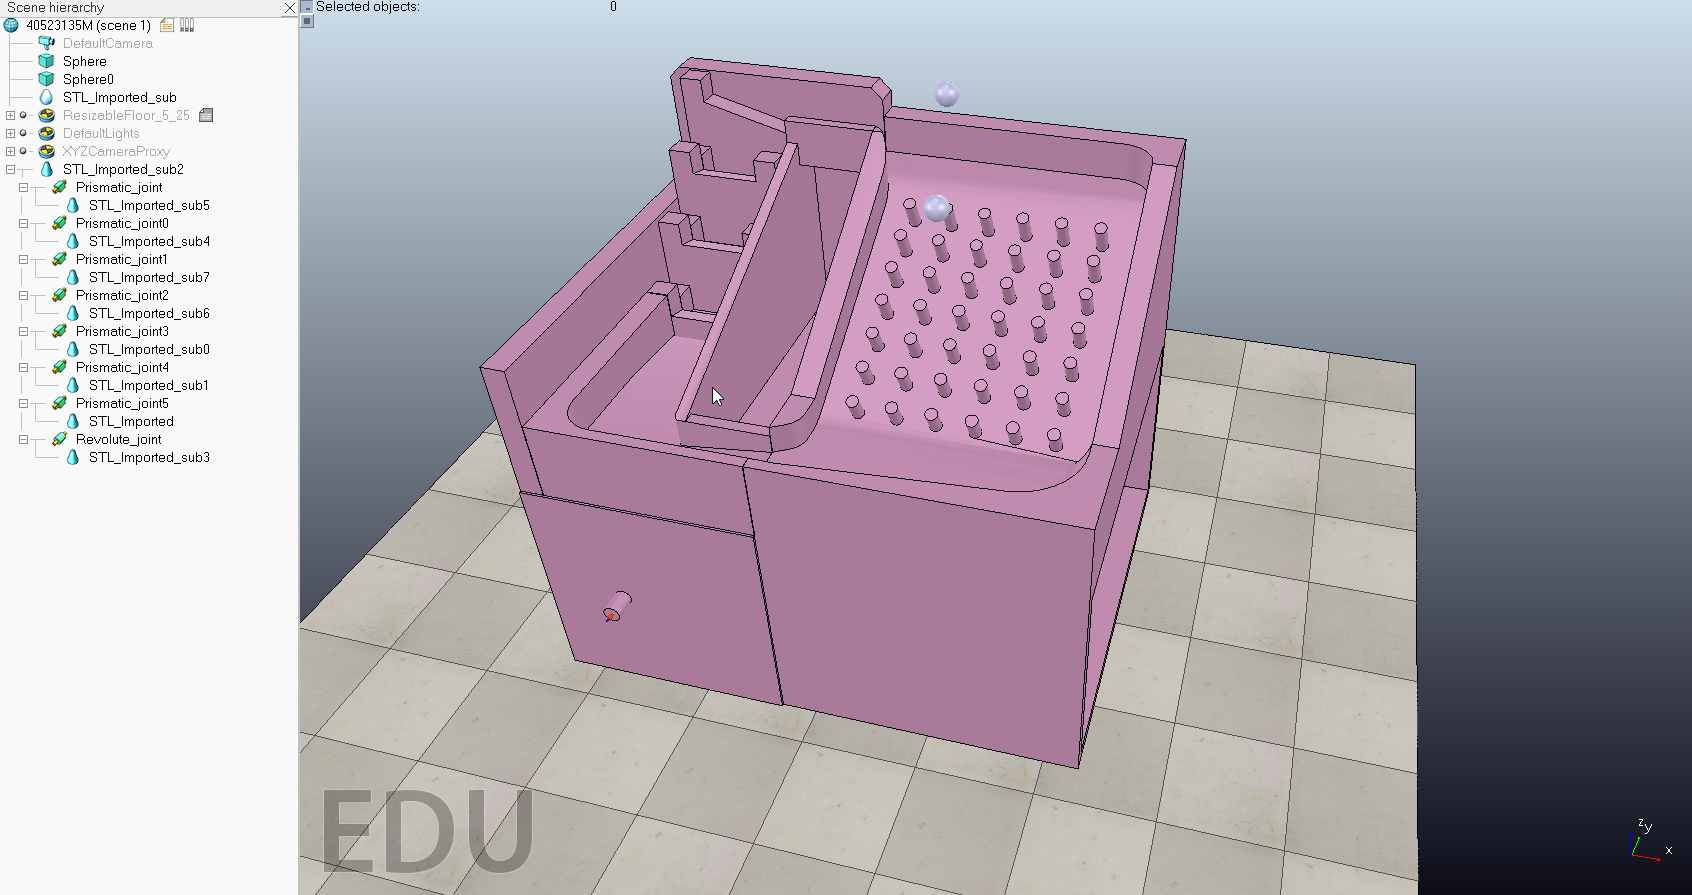 Scene hierarchy
Selected objects: 0
40523135M (scene 1)
DefaultCamera
Sphere
Sphere0
STL_Imported_sub
ResizableFloor_5_25
DefaultLights
XYZCameraProxy
STL_Imported_sub2
Prismatic_joint
STL_Imported_sub5
Prismatic_joint0
STL_Imported_sub4
Prismatic_joint1
STL_Imported_sub7
Prismatic_joint2
STL_Imported_sub6
Prismatic_joint3
STL_Imported_sub0
Prismatic_joint4
STL_Imported_sub1
Prismatic_joint5
STL_Imported
Revolute_joint
STL_Imported_sub3
EDU
z
y
x